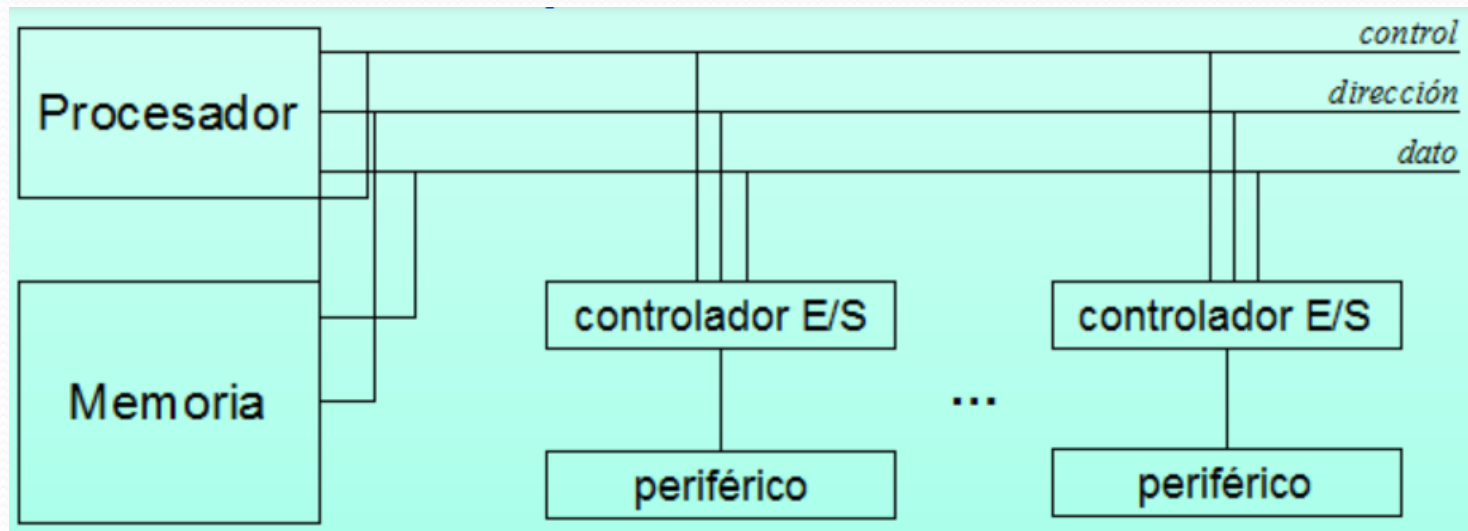 control
Procesador
dirección
dato
controlador E/S
controlador E/S
Memoria
...
periférico
periférico